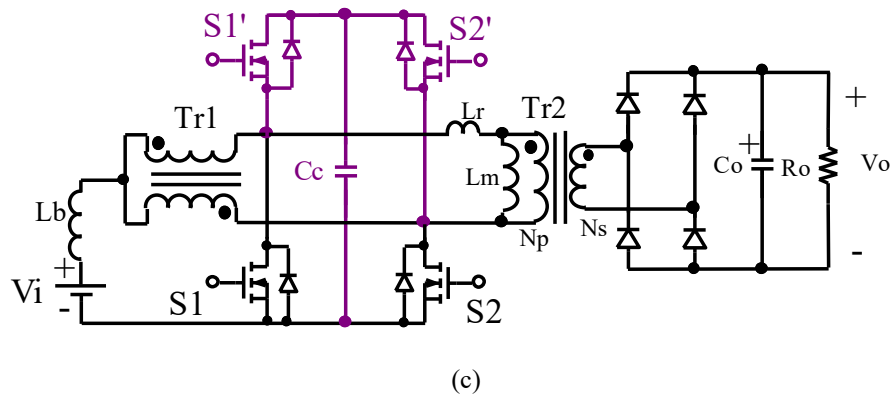 S1'
S2'
Tr1
Lr
Tr2
Cc
Lm
Co
Ro
+
+
Vo
Lb
Np
Ns
+
Vi
-
S1
S2
-
(c)